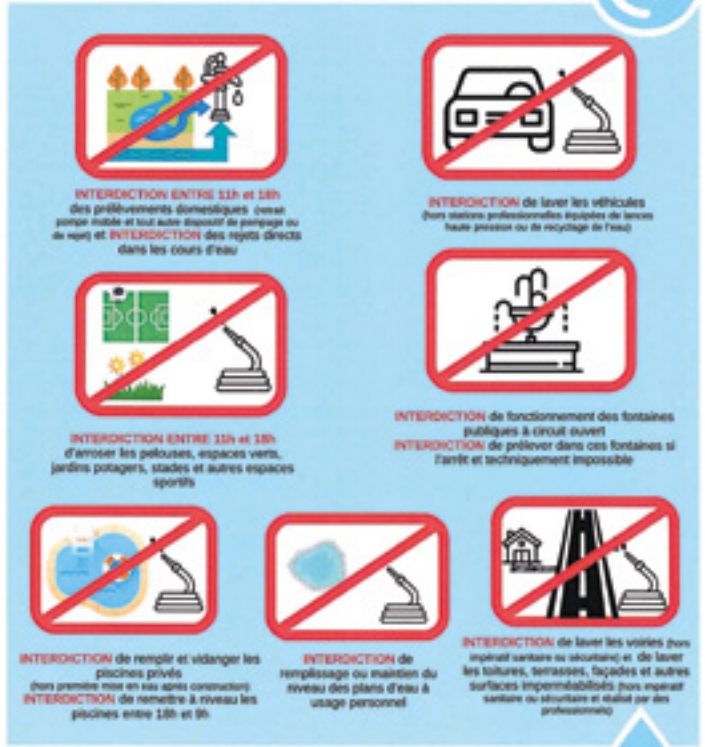 INTERDICTION ENTRE 11h et 18h
des prélèvements domestiques (retrait
pompe mobile et tout autre dispositif de pompage ou
de rejet) et INTERDICTION des rejets directs
dans les cours d'eau
INTERDICTION de laver les véhicules
(hors stations professionnelles équipées de lances
haute pression ou de recyclage de l'eau)
INTERDICTION ENTRE 11h et 18h
d'arroser les pelouses, espaces verts,
jardins potagers, stades et autres espaces
sportifs
INTERDICTION de fonctionnement des fontaines
publiques à circuit ouvert
INTERDICTION de prélever dans ces fontaines si
l'arrêt et techniquement impossible
INTERDICTION de remplir et vidanger les
piscines privés
(hors première mise en eau après construction)
INTERDICTION de remettre à niveau les
piscines entre 18h et 9h
INTERDICTION de
remplissage ou maintien du
niveau des plans d'eau à
usage personnel
INTERDICTION de laver les voiries (hors
impératif sanitaire ou sécuritaire) et de laver
les toitures, terrasses, façades et autres
surfaces imperméabilisés (hors impératif
sanitaire ou sécuritaire et réalisé par des
professionnels)